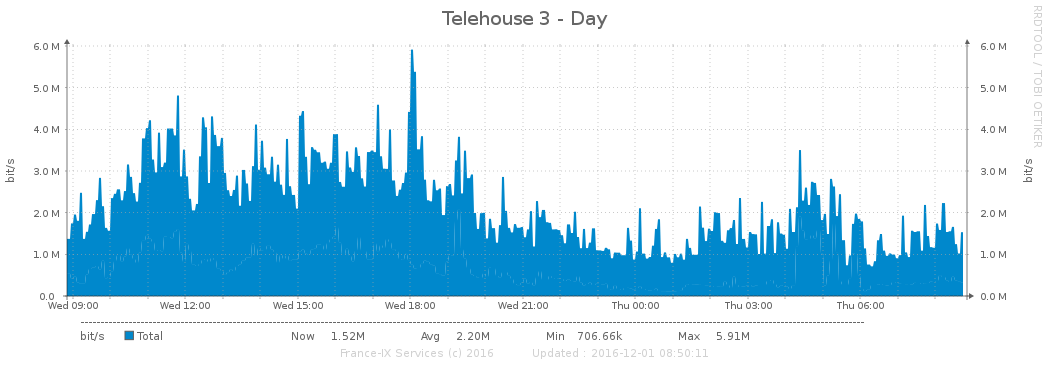 Telehouse 3 - Day
RRDTOOL / TOBI OETIKER
6.0 M 6.0 M
5.0 M 5.0 M
4.0 M 4.0 M
3.0 M 3.0 M
2.0 M 2.0 M
1.0 M 1.0 M
0.0 0.0 M
bit/s
bit/s
Wed 09:00 Wed 12:00 Wed 15:00 Wed 18:00 Wed 21:00 Thu 00:00 Thu 03:00 Thu 06:00
bit/s Total Now 1.52M Avg 2.20M Min 706.66k Max 5.91M
France-IX Services (c) 2016 Updated : 2016-12-01 08:50:11